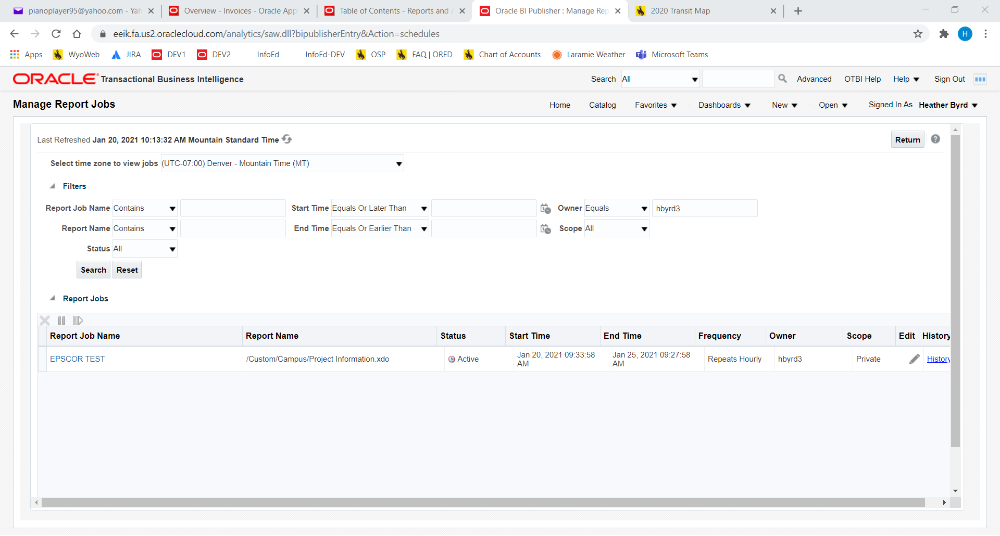 pianoplayer95@yahoo.com - Yah
Overview - Invoices - Oracle App
Table of Contents - Reports and A
Oracle BI Publisher : Manage Rep
2020 Transit Map
eeik.fa.us2.oraclecloud.com/analytics/saw.dll?bipublisherEntry&Action=schedules
H
Apps WyoWeb JIRA DEV1 DEV2 InfoEd InfoEd-DEV OSP FAQ | ORED Chart of Accounts Laramie Weather Microsoft Teams
ORACLE Transactional Business Intelligence Search All Advanced OTBI Help Help Sign Out
Manage Report Jobs Home Catalog Favorites Dashboards New Open Signed In As Heather Byrd
Last Refreshed Jan 20, 2021 10:13:32 AM Mountain Standard Time Return ?
Select time zone to view jobs (UTC-07:00) Denver - Mountain Time (MT)
Filters
Report Job Name Contains Start Time Equals Or Later Than Owner Equals hbyrd3
Report Name Contains End Time Equals Or Earlier Than Scope All
Status All
Search Reset
Report Jobs
Report Job Name Report Name Status Start Time End Time Frequency Owner Scope Edit History
EPSCOR TEST /Custom/Campus/Project Information.xdo Active Jan 20, 2021 09:33:58 AM Jan 25, 2021 09:27:58 AM Repeats Hourly hbyrd3 Private History